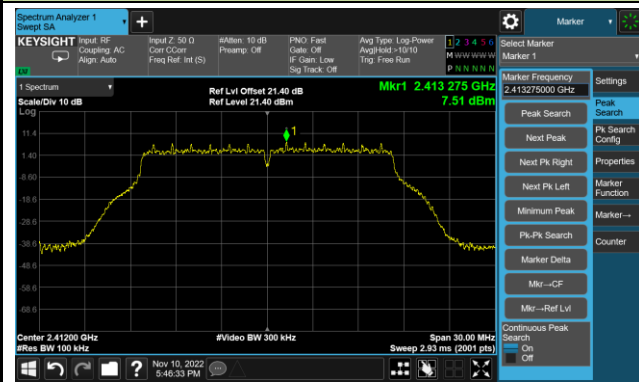 Spectrum Analyzer 1
Swept SA
KEYSIGHT
Input: RF
Coupling: AC
Align: Auto
Input Z: 50 Ω
Corr CCorr
Freq Ref: Int (S)
#Atten: 10 dB
Preamp: Off
PNO: Fast
Gate: Off
IF Gain: Low
Sig Track: Off
Avg Type: Log-Power
Avg|Hold:>10/10
Trig: Free Run
1 2 3 4 5 6
M W W W W W
P N N N N N
LXI
1 Spectrum
Scale/Div 10 dB
Log
Ref Lvl Offset 21.40 dB
Ref Level 21.40 dBm
Mkr1 2.413 275 GHz
7.51 dBm
1
11.4
1.40
-8.60
-18.6
-28.6
-38.6
-48.6
-58.6
-68.6
Center 2.41200 GHz
#Res BW 100 kHz
#Video BW 300 kHz
Span 30.00 MHz
Sweep 2.93 ms (2001 pts)
Nov 10, 2022
5:46:33 PM
Marker
Select Marker
Marker 1
Marker Frequency
2.413275000 GHz
Peak Search
Next Peak
Next Pk Right
Next Pk Left
Minimum Peak
Pk-Pk Search
Marker Delta
Mkr→CF
Mkr→Ref Lvl
Continuous Peak
Search
On
Off
Settings
Peak
Search
Pk Search
Config
Properties
Marker
Function
Marker→
Counter